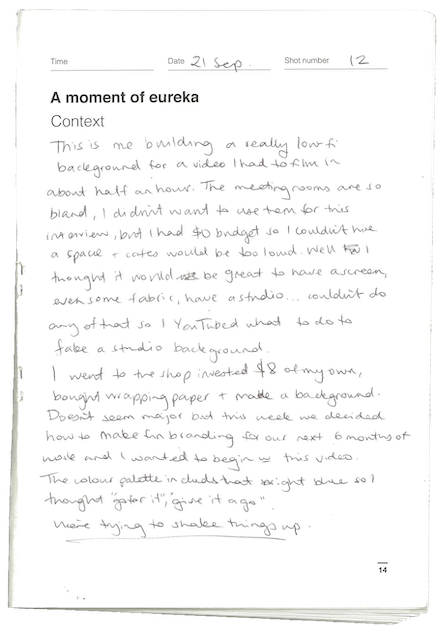 Time Date 21 Sep. Shot number 12
A moment of eureka
Context
This is me building a really low-fi
background for a video I had to film in
about half an hour. The meeting rooms are so
bland, I didn't want to use them for this
interview, but I had $0 budget so I couldn't hire
a space + cafes would be too loud. Well I
thought it would be great to have a screen,
even some fabric, have a studio... couldn't do
any of that so I YouTubed what to do to
fake a studio background.
I went to the shop invested $8 of my own,
bought wrapping paper + made a background.
Doesn't seem major but this week we decided
how to make fun branding for our next 6 months of
work and I wanted to begin w this video.
The colour palette includes that bright blue so I
thought "go for it", "give it a go".
We're trying to shake things up.
14